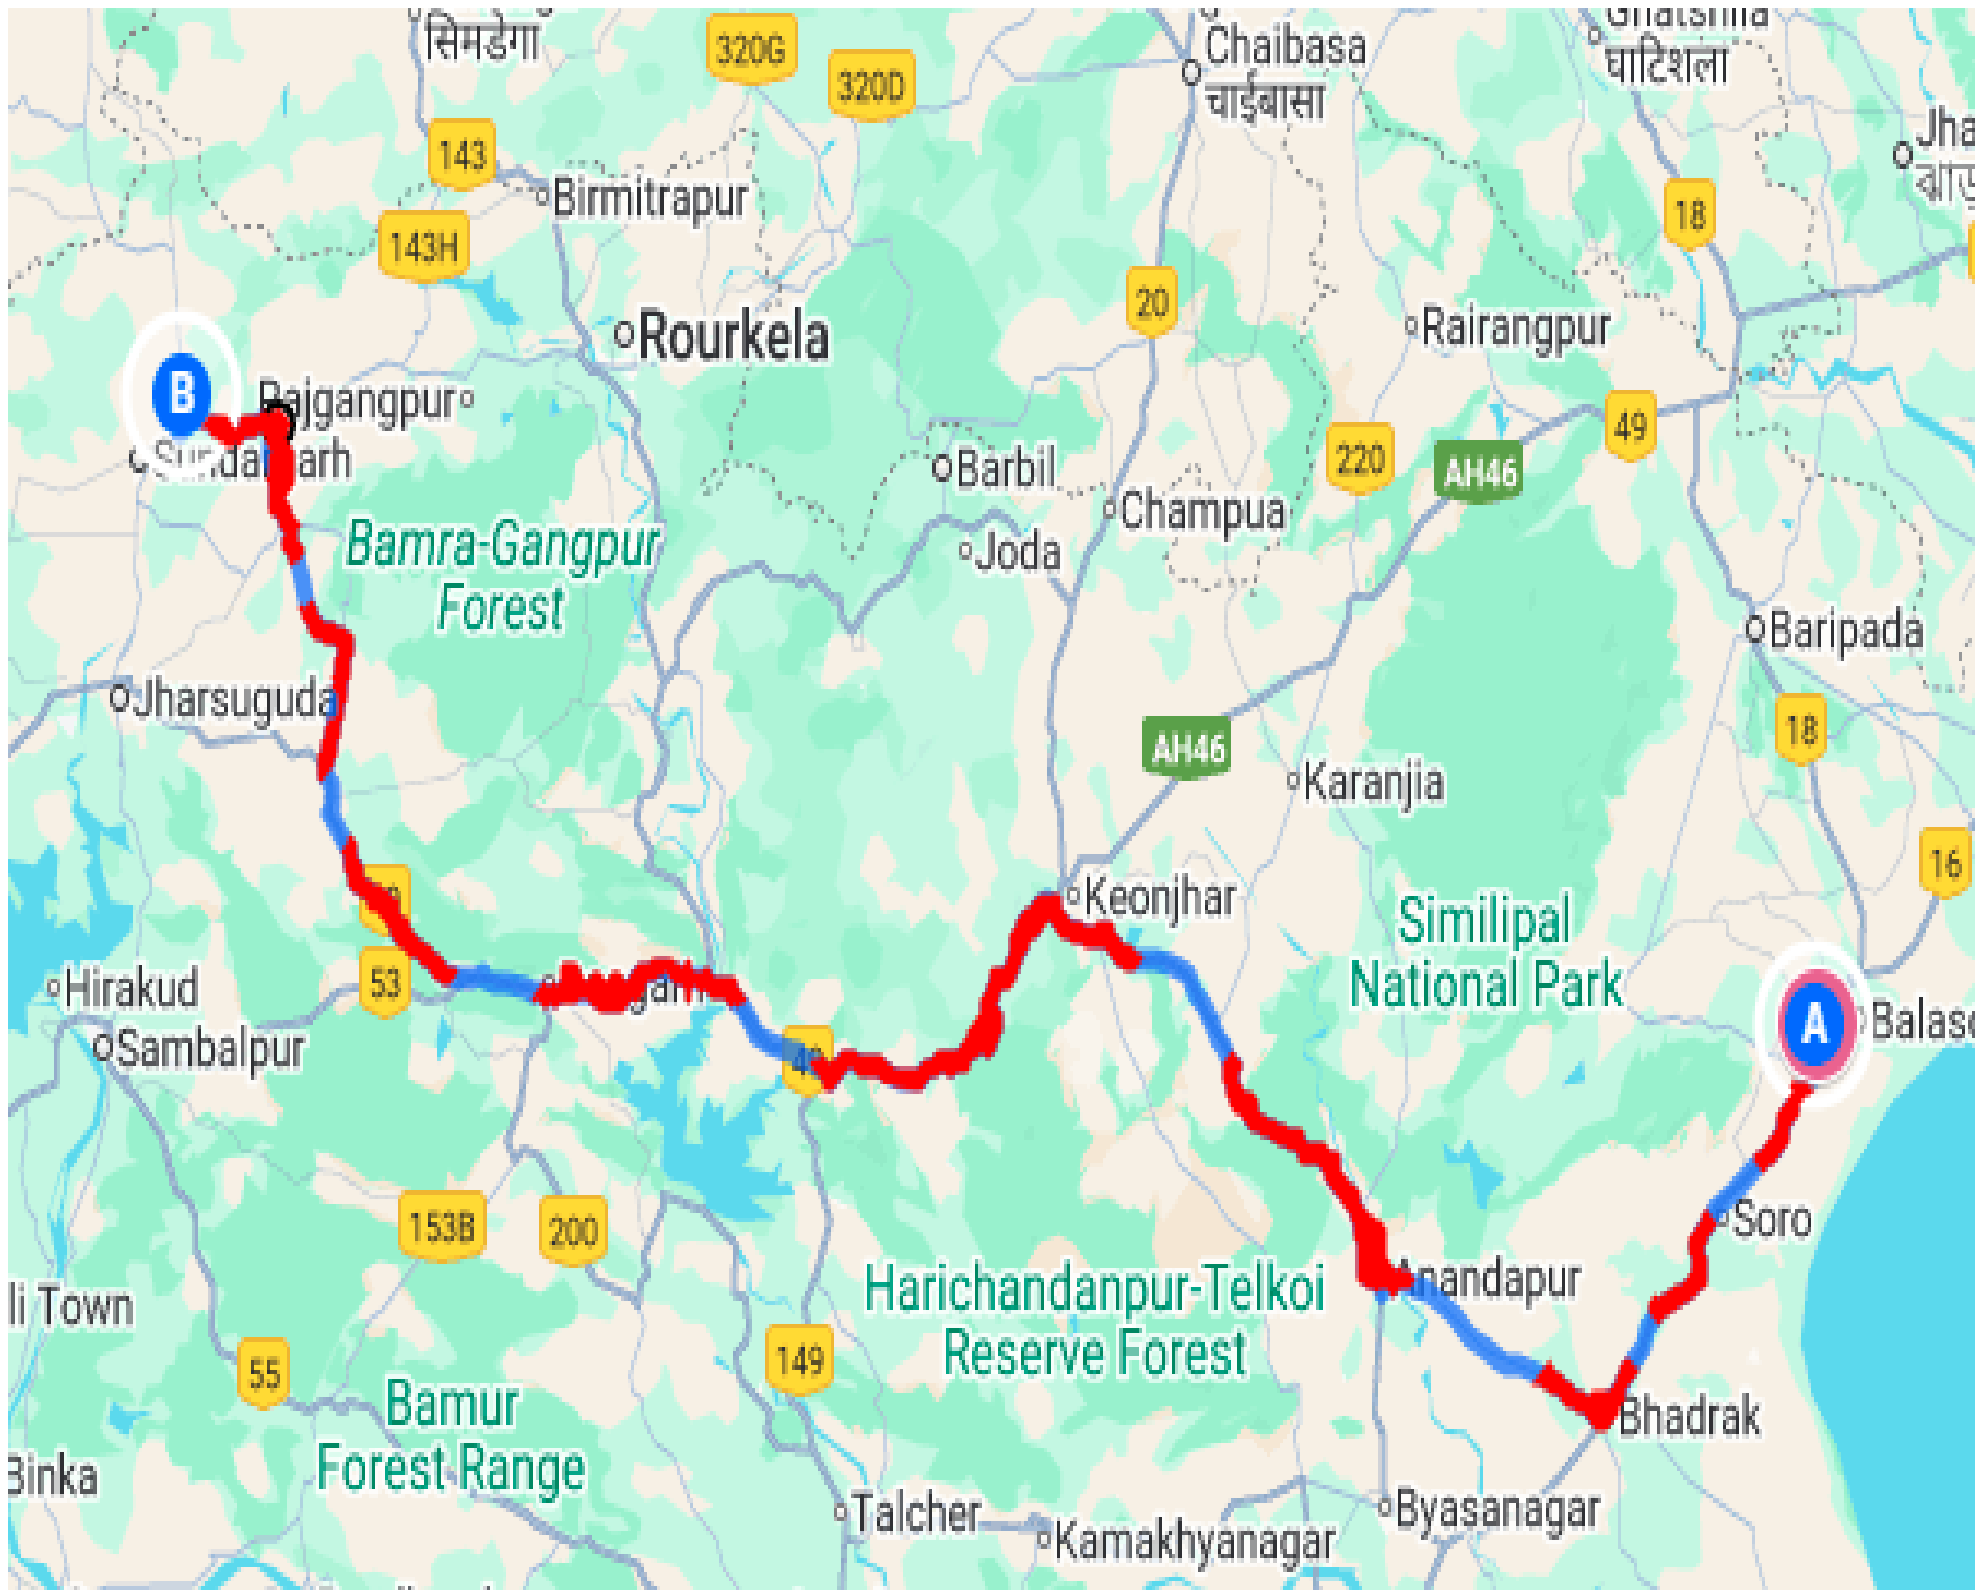 Ghatshila
घाटशिला
सिमडेगा
320G
320D
Chaibasa
चाईबासा
143
Birmitrapur
143H
18
20
Rourkela
Rairangpur
B
Rajgangpur
49
220
AH46
Barbil
Champua
Joda
Bamra-Gangpur
Forest
Baripada
Jharsuguda
18
AH46
Karanjia
16
Keonjhar
Similipal
National Park
53
Hirakud
A
Sambalpur
153B
200
Soro
Harichandanpur-Telkoi
Reserve Forest
Anandapur
149
55
Bamur
Forest Range
Bhadrak
Binka
Talcher
Byasanagar
Kamakhyanagar